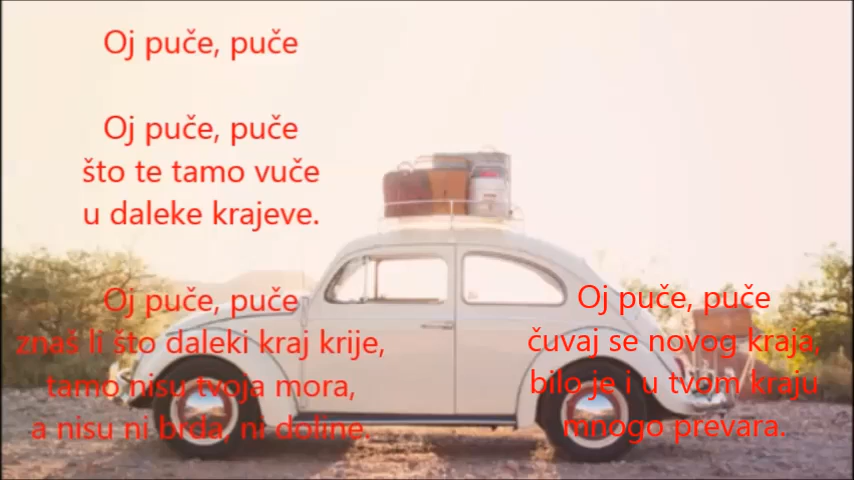 Oj puče, puče
Oj puče, puče
što te tamo vuče
u daleke krajeve.
Oj puče, puče
znaš li što daleki kraj krije,
tamo nisu tvoja mora,
a nisu ni brda, ni doline.
Oj puče, puče
čuvaj se novog kraja,
bilo je i u tvom kraju
mnogo prevara.